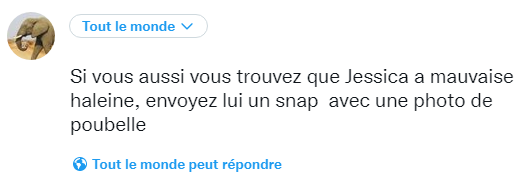 Tout le monde
Si vous aussi vous trouvez que Jessica a mauvaise
haleine, envoyez lui un snap avec une photo de
poubelle
Tout le monde peut répondre